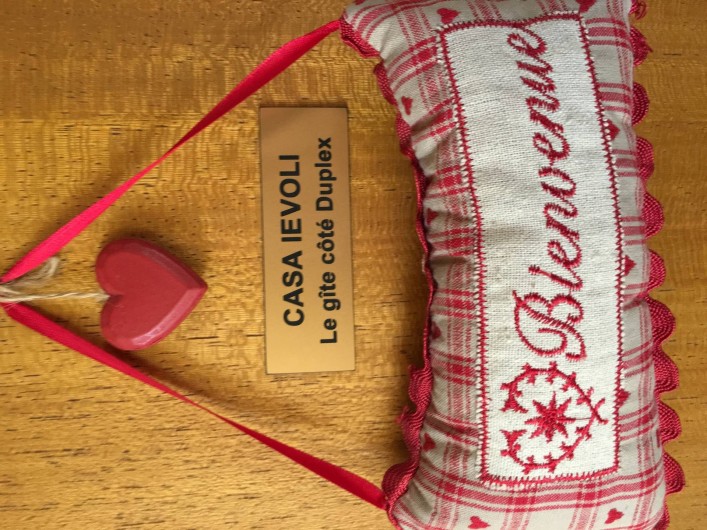 CASA IEVOLI
Le gîte côté Duplex
Bienvenue